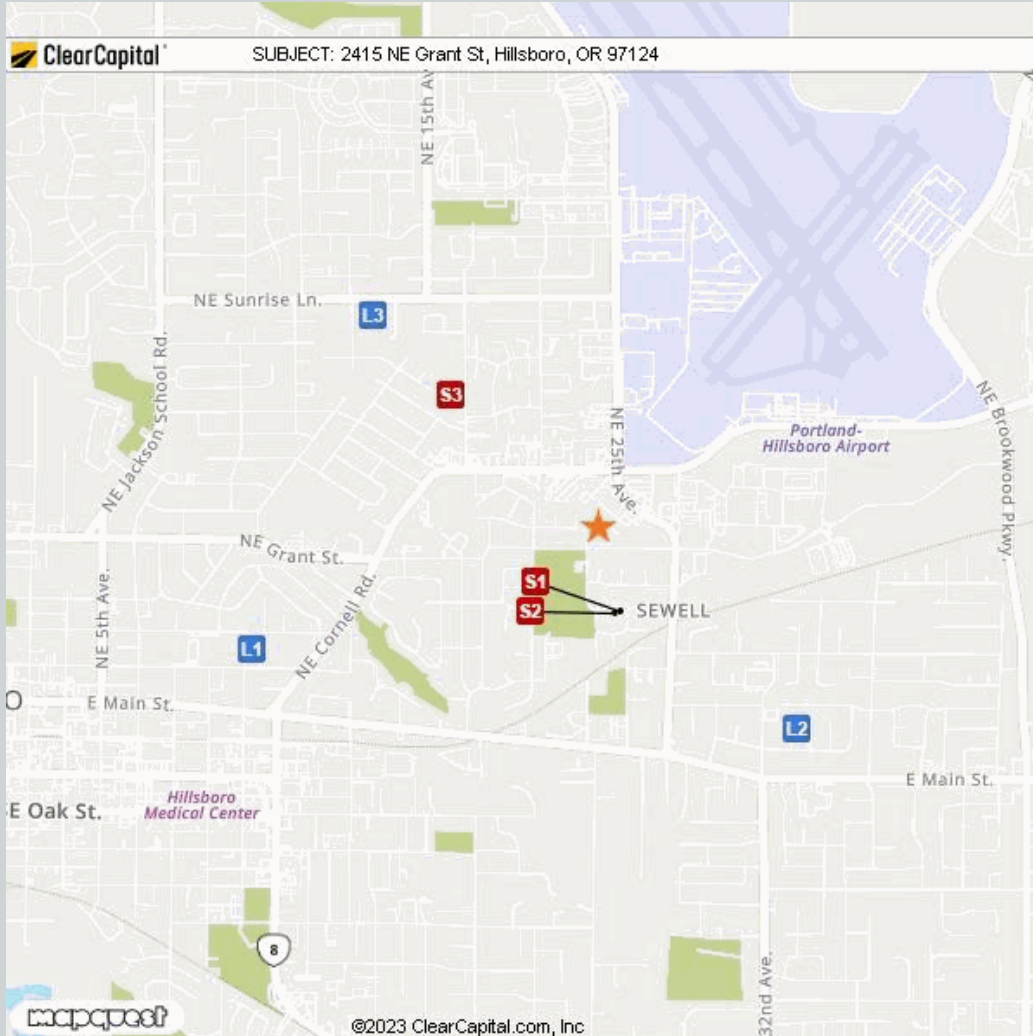 ClearCapital
SUBJECT: 2415 NE Grant St, Hillsboro, OR 97124
NE 15th Av
NE Sunrise Ln.
L3
NE Jackson School Rd.
S3
NE 25th Ave.
Portland-
Hillsboro Airport
NE Brookwood Pkwy.
NE Grant St.
S1
S2
SEWELL
NE 5th Ave.
NE Cornell Rd.
L1
O
E Main St.
L2
E Main St.
Hillsboro
Medical Center
E Oak St.
8
32nd Ave.
mapquest
©2023 ClearCapital.com, Inc